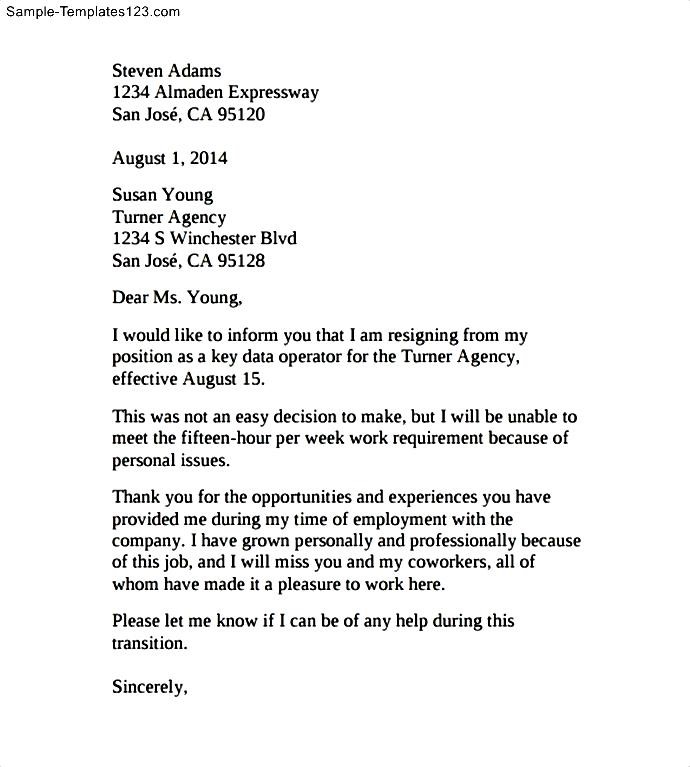 Sample-Templates123.com
Steven Adams
1234 Almaden Expressway
San José, CA 95120
August 1, 2014
Susan Young
Turner Agency
1234 S Winchester Blvd
San José, CA 95128
Dear Ms. Young,
I would like to inform you that I am resigning from my
position as a key data operator for the Turner Agency,
effective August 15.
This was not an easy decision to make, but I will be unable to
meet the fifteen-hour per week work requirement because of
personal issues.
Thank you for the opportunities and experiences you have
provided me during my time of employment with the
company. I have grown personally and professionally because
of this job, and I will miss you and my coworkers, all of
whom have made it a pleasure to work here.
Please let me know if I can be of any help during this
transition.
Sincerely,